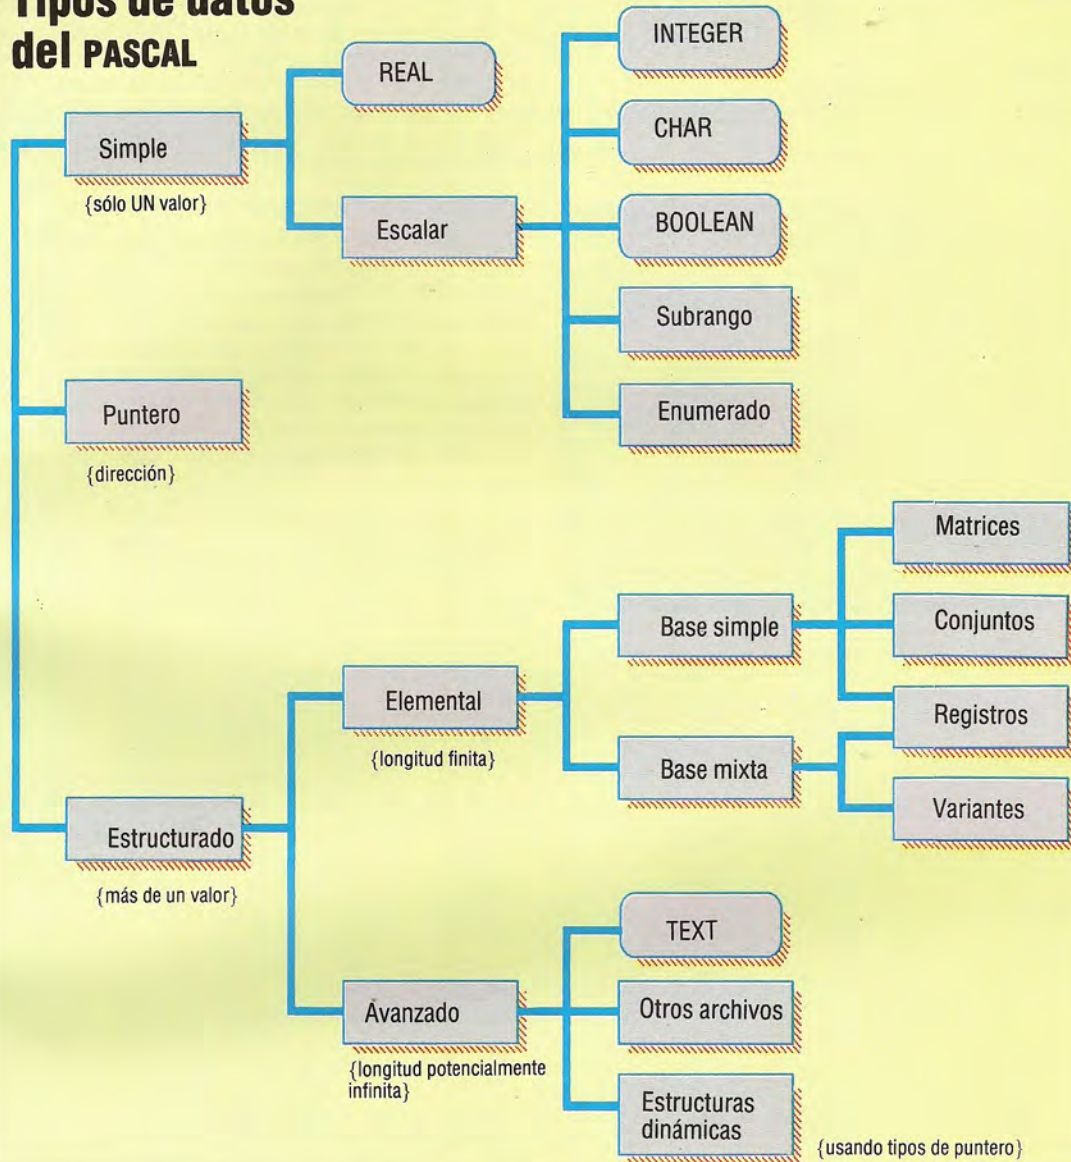 Tipos de datos
del PASCAL
Simple
{sólo UN valor}
REAL
Escalar
INTEGER
CHAR
BOOLEAN
Subrango
Enumerado
Puntero
{dirección}
Estructurado
{más de un valor}
Elemental
{longitud finita}
Base simple
Base mixta
Matrices
Conjuntos
Registros
Variantes
Avanzado
{longitud potencialmente
infinita}
TEXT
Otros archivos
Estructuras
dinámicas
{usando tipos de puntero}